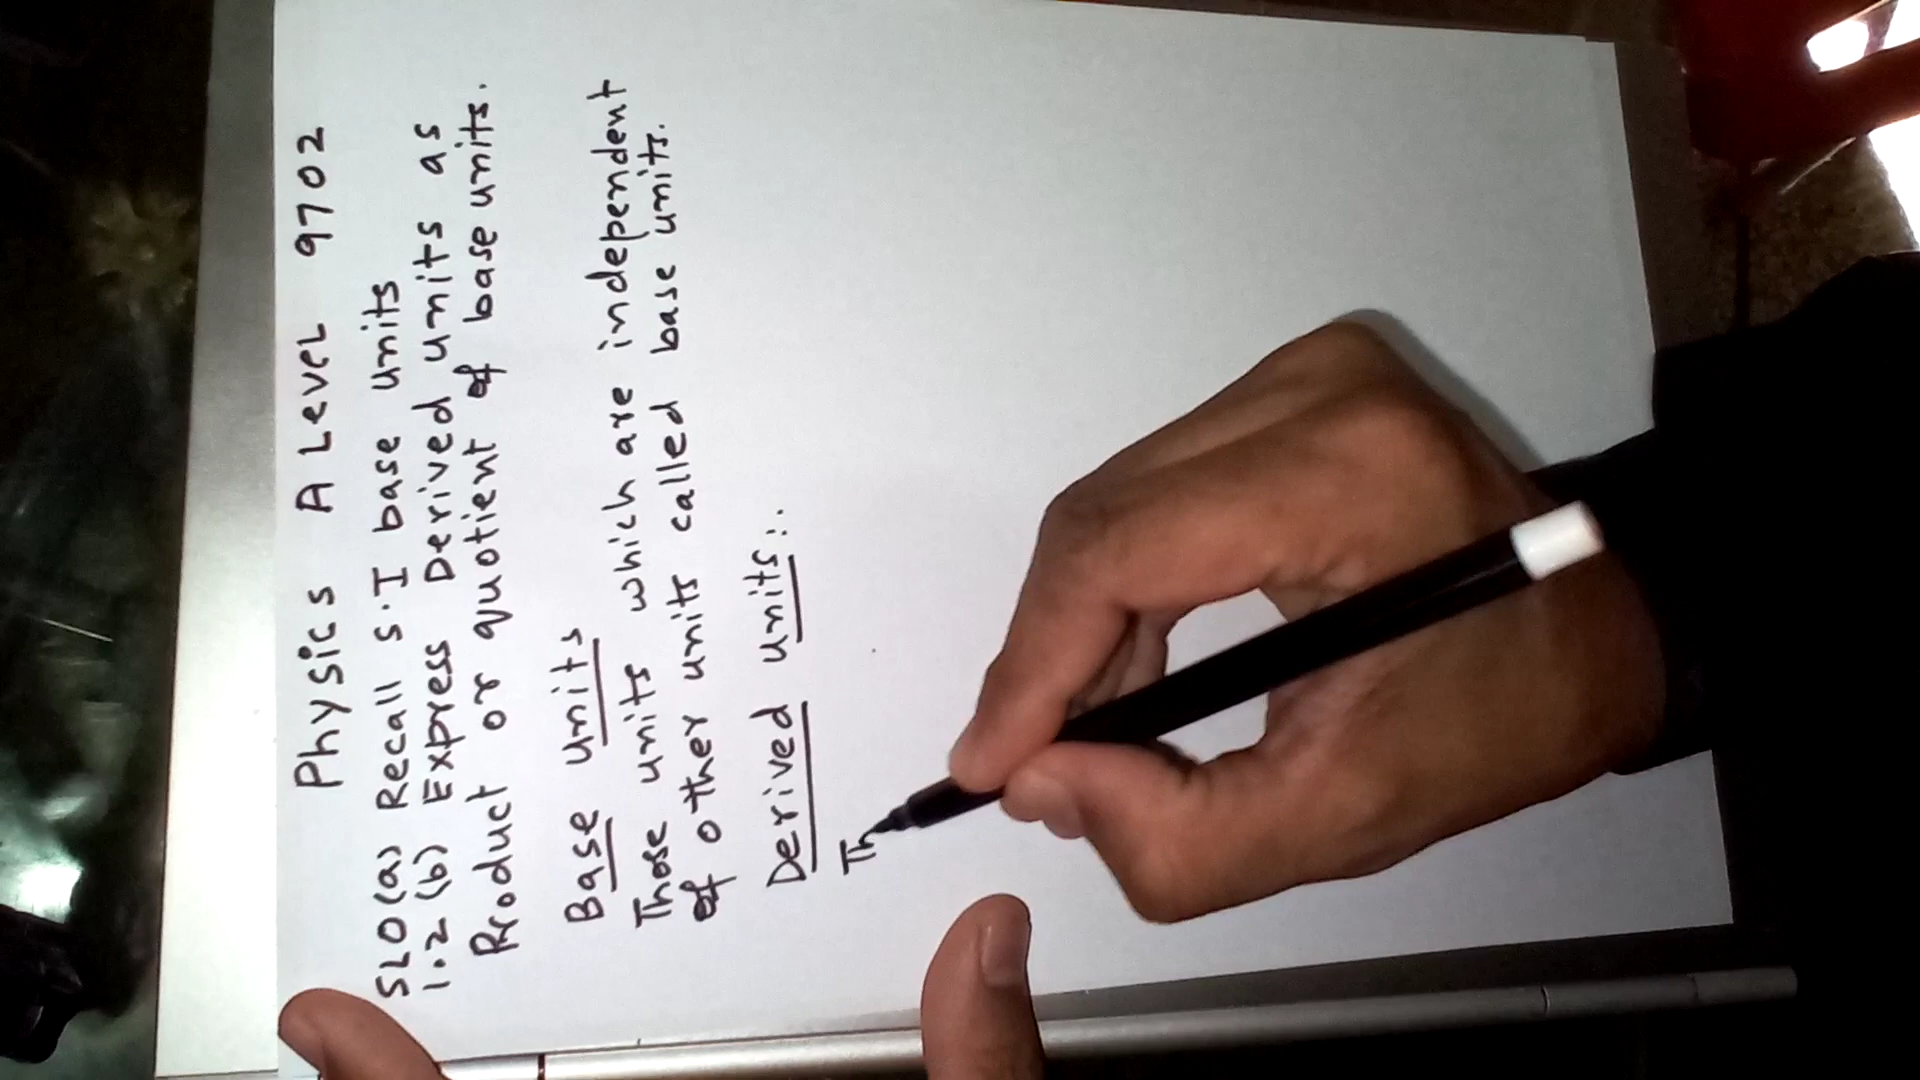 Physics A Level 9702
SLO(a) Recall S.I base units
1.2(b) Express Derived units as
Product or quotient of base units.
Base units
Those units which are independent
of other units called base units.
Derived units:.
Th